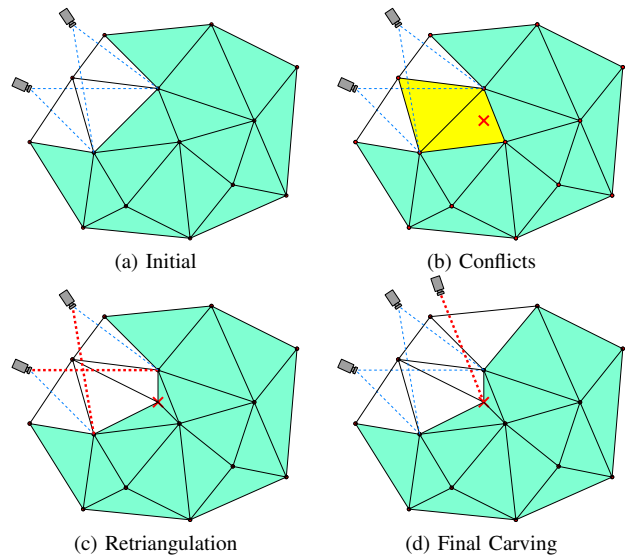 (a) Initial
(b) Conflicts
(c) Retriangulation
(d) Final Carving